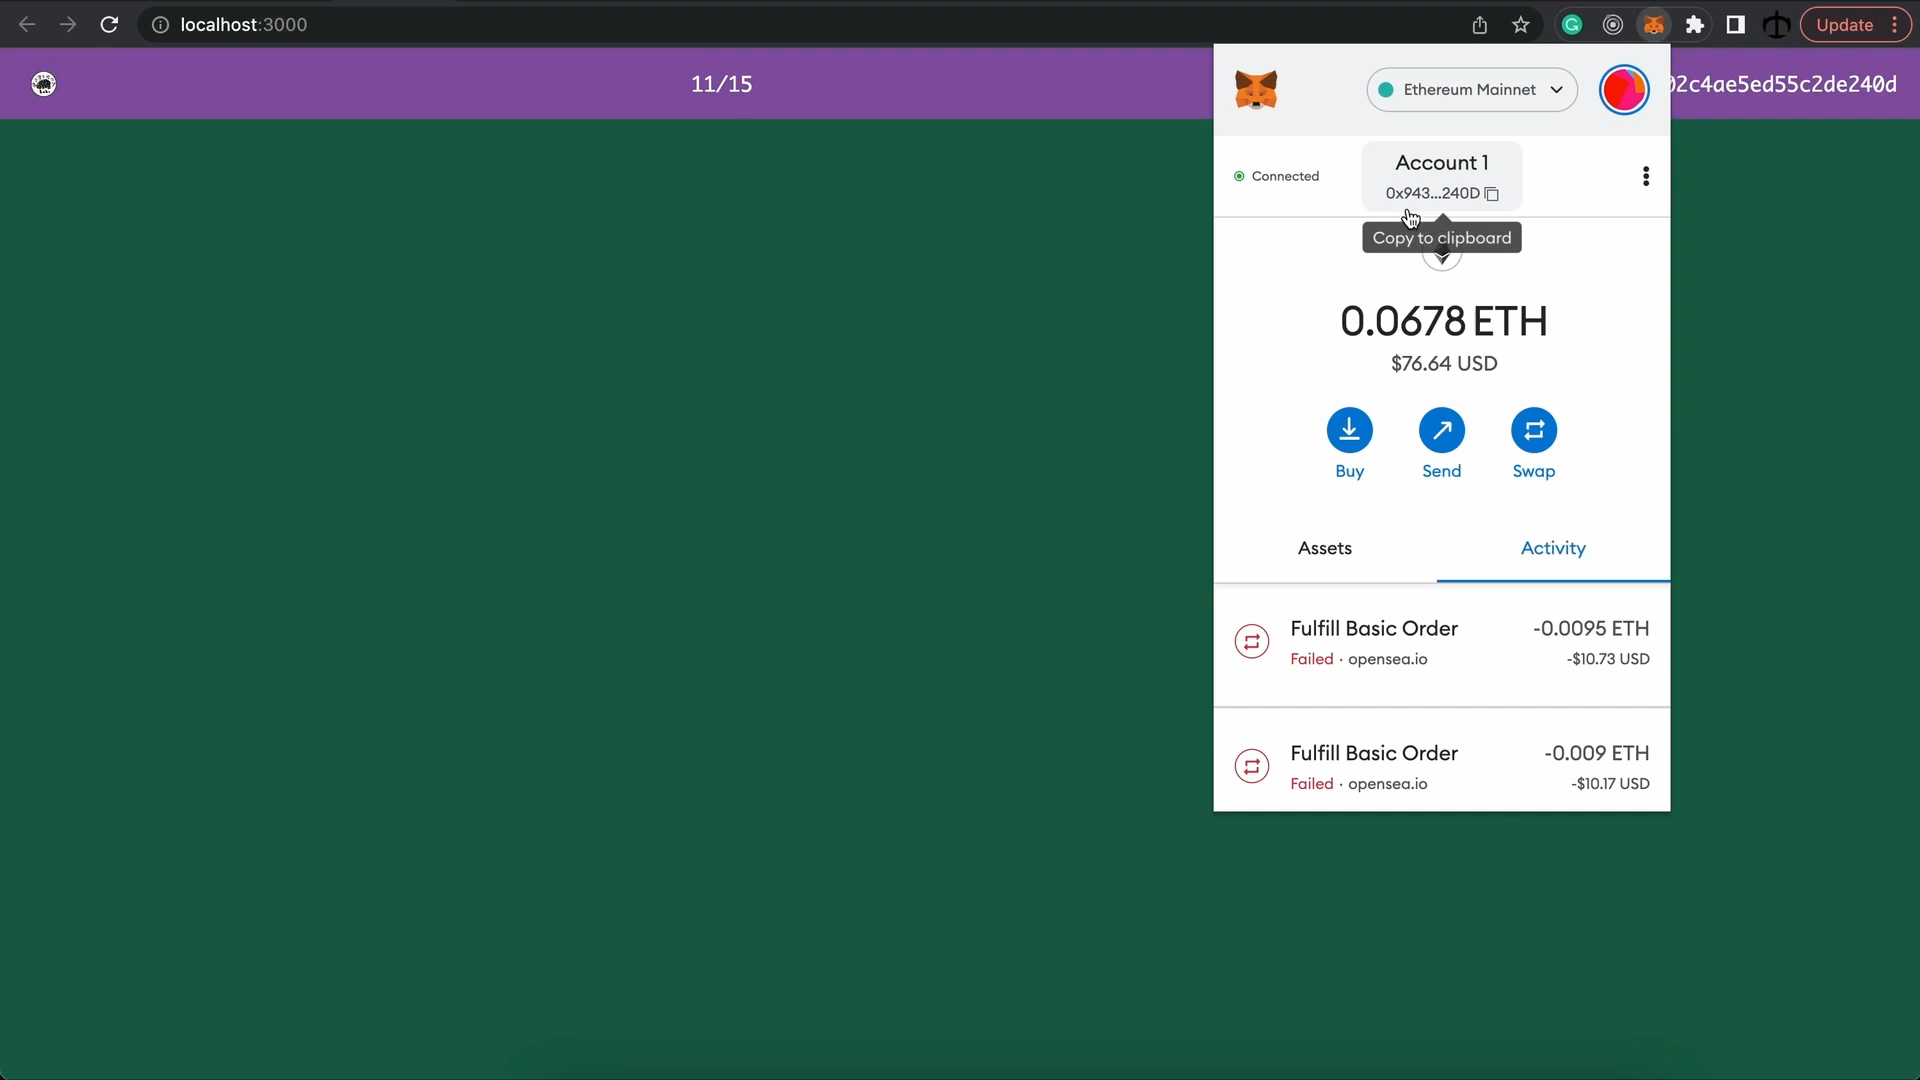 localhost:3000
Update
11/15
02c4ae5ed55c2de240d
Ethereum Mainnet
Connected
Account 1
0x943...240D
Copy to clipboard
0.0678 ETH
$76.64 USD
Buy
Send
Swap
Assets
Activity
Fulfill Basic Order
-0.0095 ETH
Failed · opensea.io
-$10.73 USD
Fulfill Basic Order
-0.009 ETH
Failed · opensea.io
-$10.17 USD